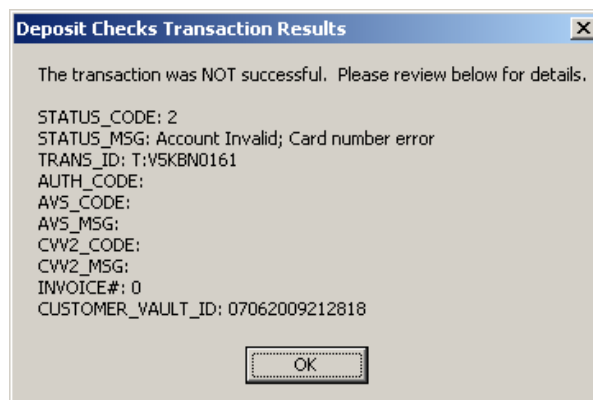 Deposit Checks Transaction Results
The transaction was NOT successful. Please review below for details.
STATUS_CODE: 2
STATUS_MSG: Account Invalid; Card number error
TRANS_ID: T:V5KBN0161
AUTH_CODE:
AVS_CODE:
AVS_MSG:
CVV2_CODE:
CVV2_MSG:
INVOICE#: 0
CUSTOMER_VAULT_ID: 07062009212818
OK